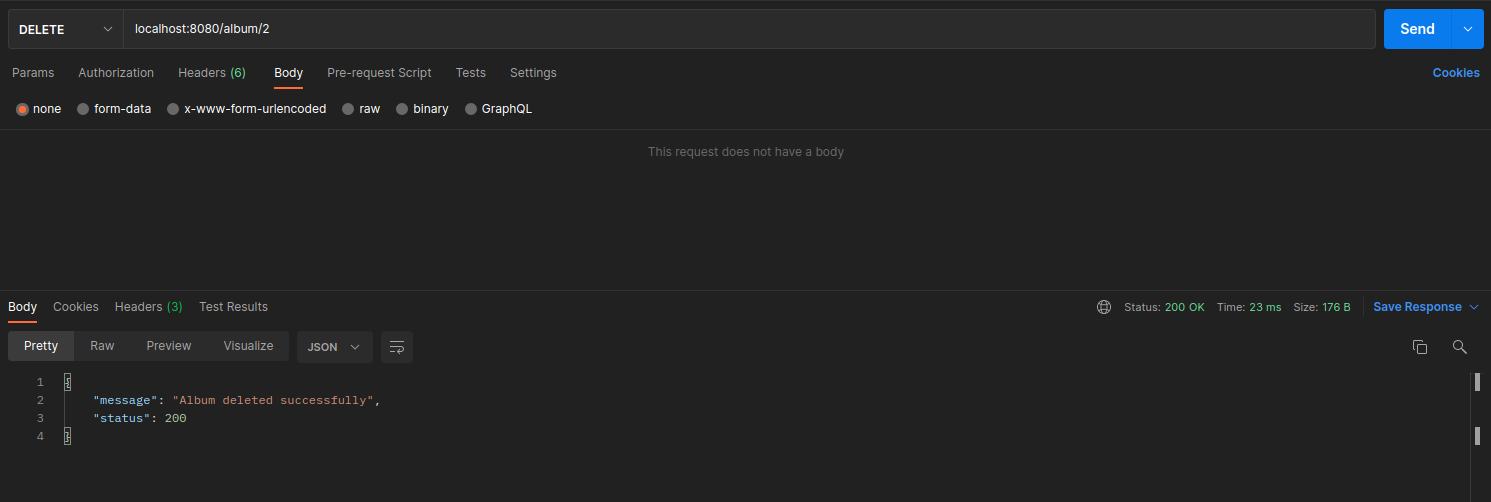 DELETE localhost:8080/album/2 Send
Params Authorization Headers (6) Body Pre-request Script Tests Settings Cookies
none form-data x-www-form-urlencoded raw binary GraphQL
This request does not have a body
Body Cookies Headers (3) Test Results Status: 200 OK Time: 23 ms Size: 176 B Save Response
Pretty Raw Preview Visualize JSON
1 {
2 "message": "Album deleted successfully",
3 "status": 200
4 }